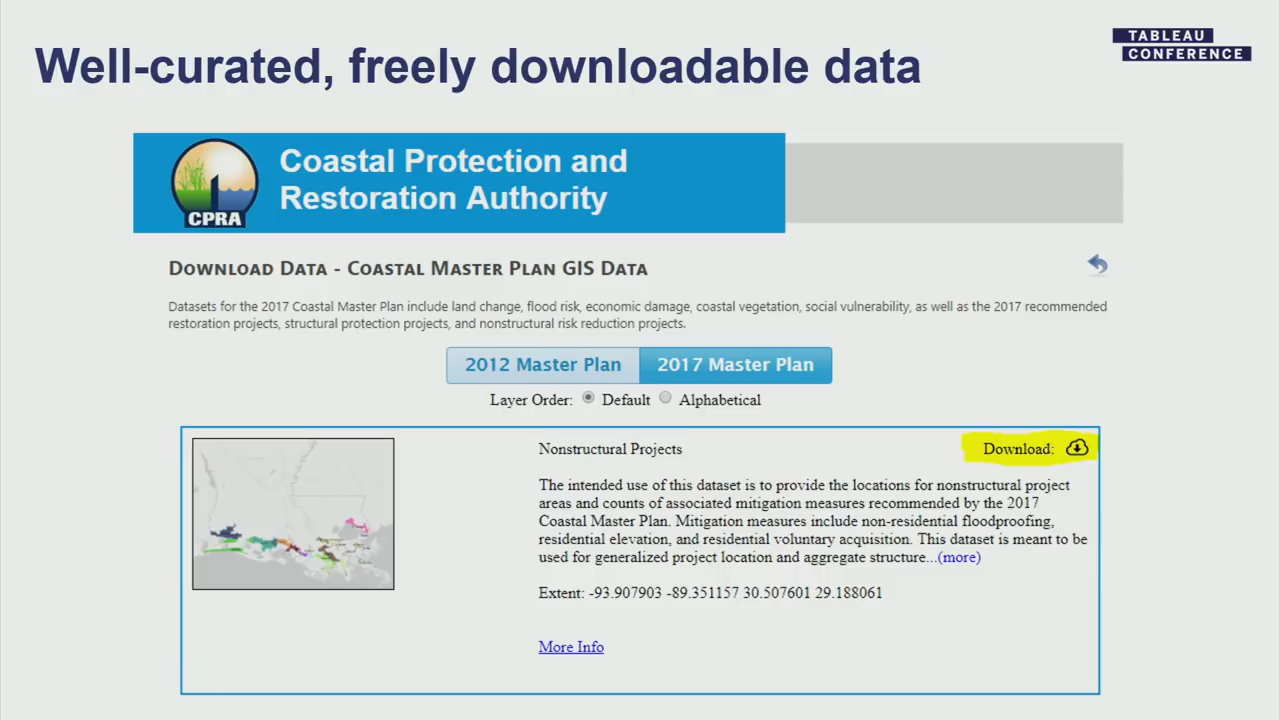 Well-curated, freely downloadable data
TABLEAU
CONFERENCE
Coastal Protection and
Restoration Authority
CPRA
Download Data - Coastal Master Plan GIS Data
Datasets for the 2017 Coastal Master Plan include land change, flood risk, economic damage, coastal vegetation, social vulnerability, as well as the 2017 recommended
restoration projects, structural protection projects, and nonstructural risk reduction projects.
2012 Master Plan
2017 Master Plan
Layer Order: Default Alphabetical
Nonstructural Projects
Download:
The intended use of this dataset is to provide the locations for nonstructural project
areas and counts of associated mitigation measures recommended by the 2017
Coastal Master Plan. Mitigation measures include non-residential floodproofing,
residential elevation, and residential voluntary acquisition. This dataset is meant to be
used for generalized project location and aggregate structure...(more)
Extent: -93.907903 -89.351157 30.507601 29.188061
More Info